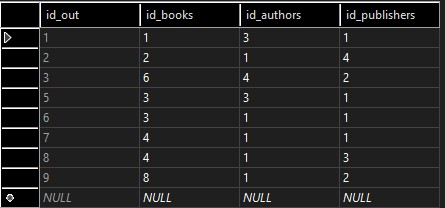 id_out id_books id_authors id_publishers
1 1 3 1
2 2 1 4
3 6 4 2
5 3 3 1
6 3 1 1
7 4 1 1
8 4 1 3
9 8 1 2
NULL NULL NULL NULL